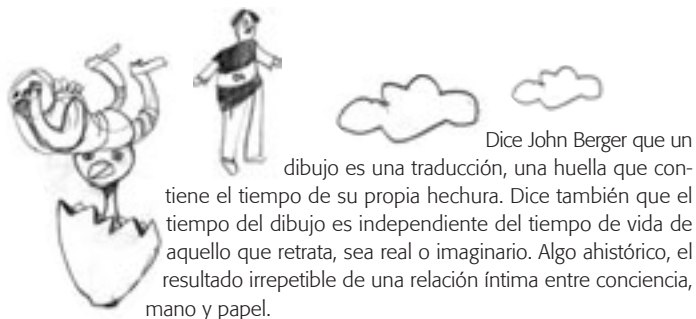 Dice John Berger que un
dibujo es una traducción, una huella que con-
tiene el tiempo de su propia hechura. Dice también que el
tiempo del dibujo es independiente del tiempo de vida de
aquello que retrata, sea real o imaginario. Algo ahistórico, el
resultado irrepetible de una relación íntima entre conciencia,
mano y papel.